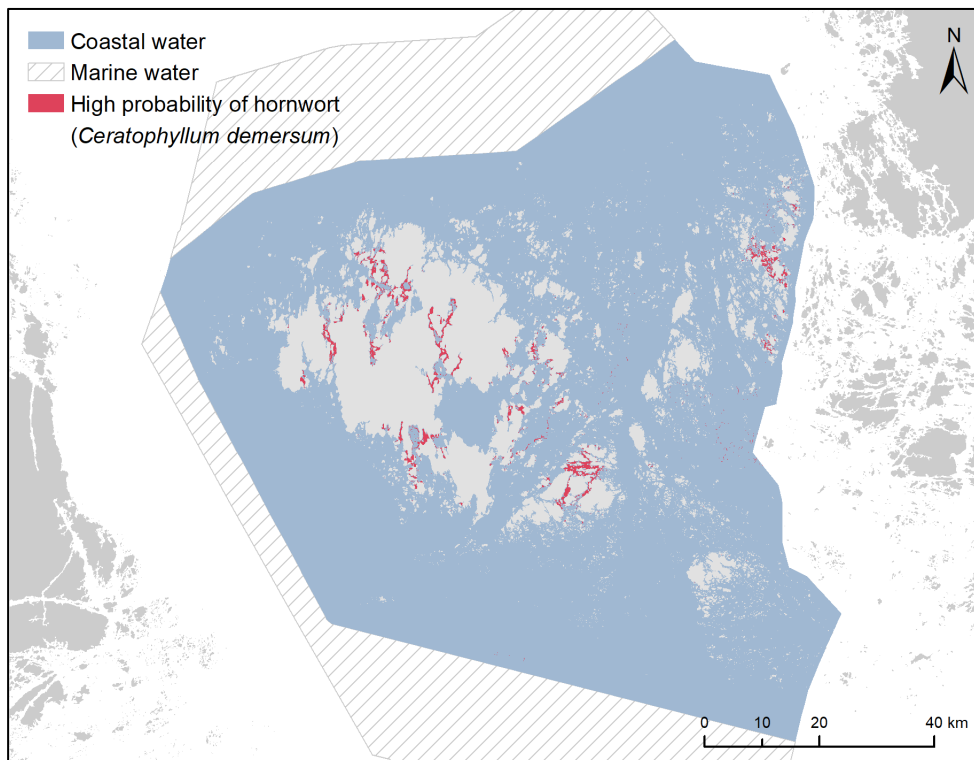 Coastal water
Marine water
High probability of hornwort
(Ceratophyllum demersum)
N
0 10 20 40 km